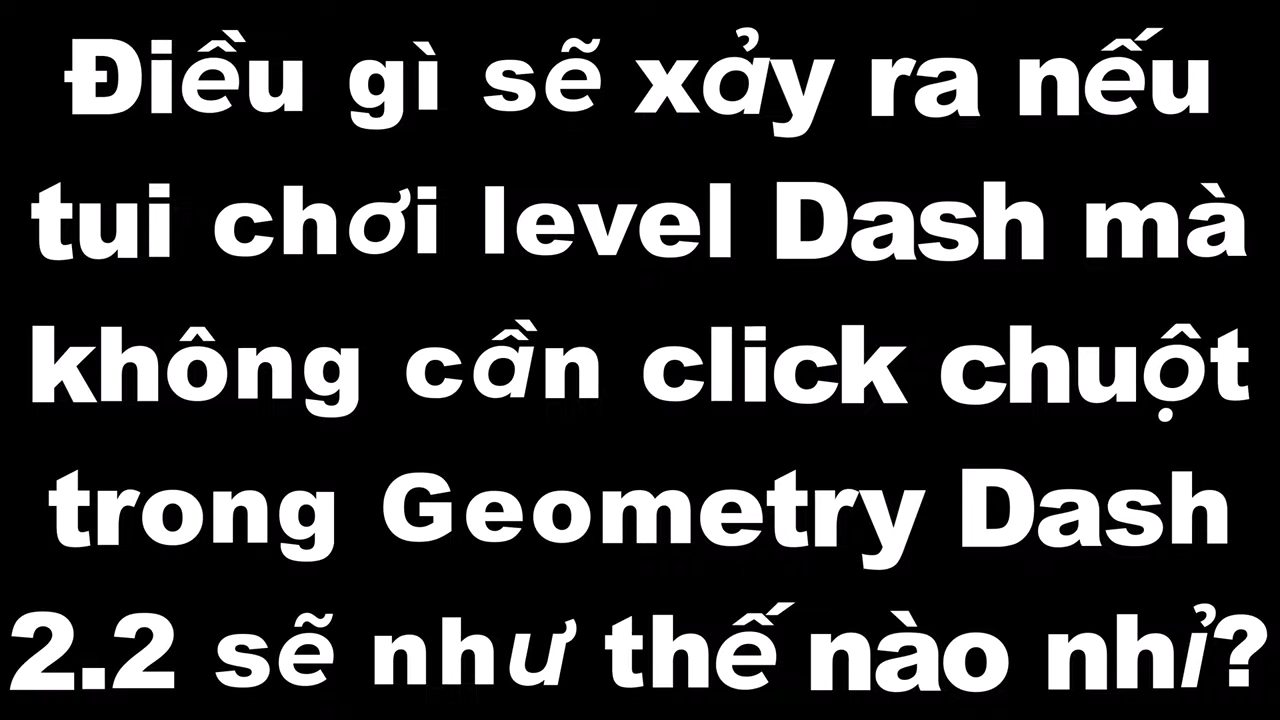 Điều gì sẽ xảy ra nếu
tui chơi level Dash mà
không cần click chuột
trong Geometry Dash
2.2 sẽ như thế nào nhỉ?